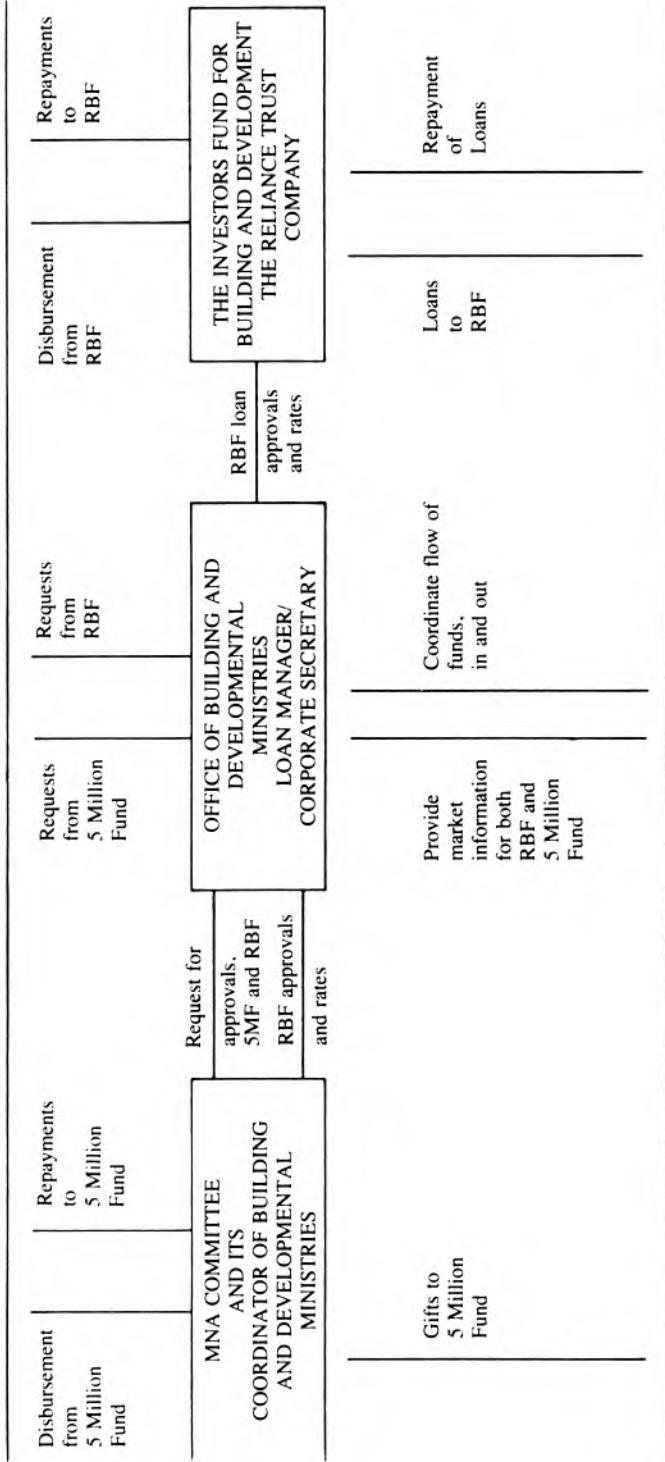 Disbursement
from
5 Million
Fund
Repayments
to
5 Million
Fund
Requests
from
5 Million
Fund
Requests
from
RBF
Disbursement
from
RBF
Repayments
to
RBF
MNA COMMITTEE
AND ITS
COORDINATOR OF BUILDING
AND DEVELOPMENTAL
MINISTRIES
Request for
approvals,
5MF and RBF
RBF approvals
and rates
OFFICE OF BUILDING AND
DEVELOPMENTAL
MINISTRIES
LOAN MANAGER/
CORPORATE SECRETARY
RBF loan
approvals
and rates
THE INVESTORS FUND FOR
BUILDING AND DEVELOPMENT
THE RELIANCE TRUST
COMPANY
Gifts to
5 Million
Fund
Provide
market
information
for both
RBF and
5 Million
Fund
Coordinate flow of
funds,
in and out
Loans
to
RBF
Repayment
of
Loans